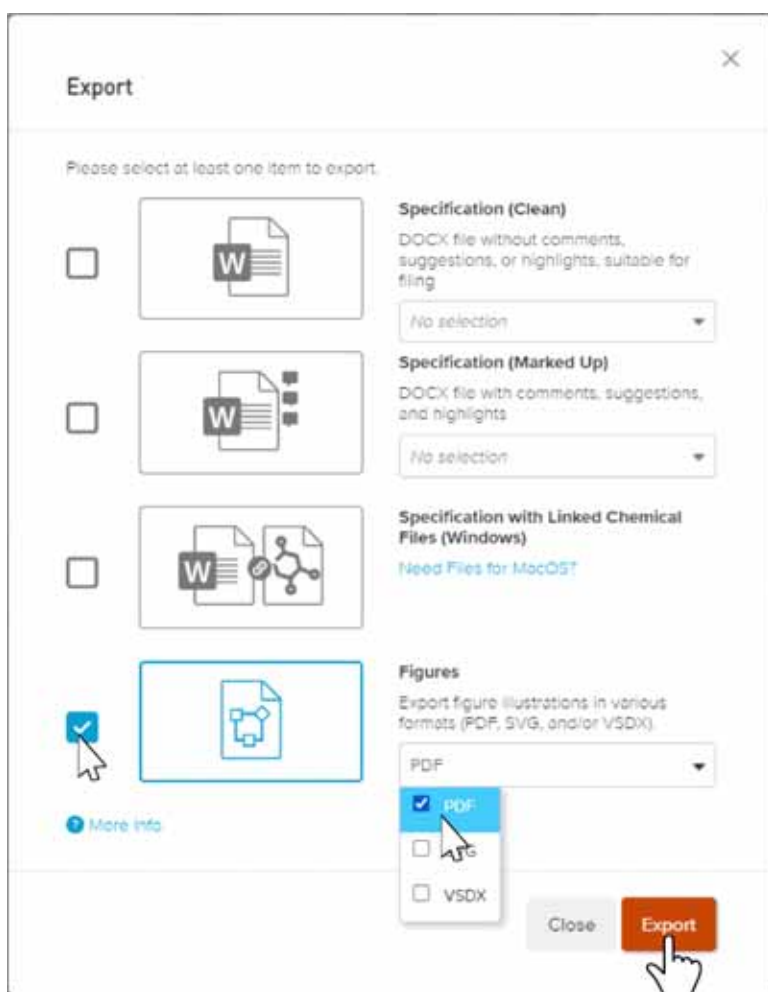 Export
Please select at least one item to export.
Specification (Clean)
DOCX file without comments,
suggestions, or highlights, suitable for
filing
No selection
Specification (Marked Up)
DOCX file with comments, suggestions,
and highlights
No selection
Specification with Linked Chemical
Files (Windows)
Need Files for MacOS?
Figures
Export figure illustrations in various
formats (PDF, SVG, and/or VSDX).
PDF
PDF
More Info
VSDX
Close
Export
W
W
W